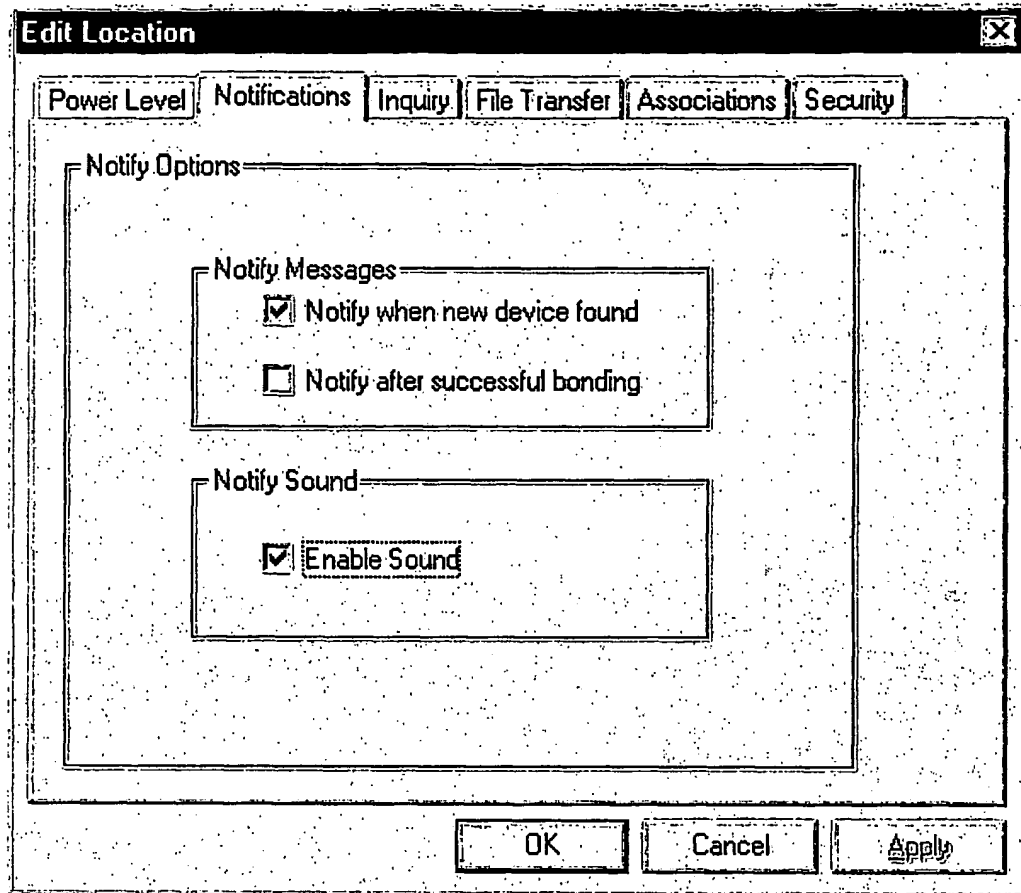 Edit Location
Power Level Notifications Inquiry File Transfer Associations Security
Notify Options
Notify Messages
Notify when new device found
Notify after successful bonding
Notify Sound
Enable Sound
OK Cancel Apply